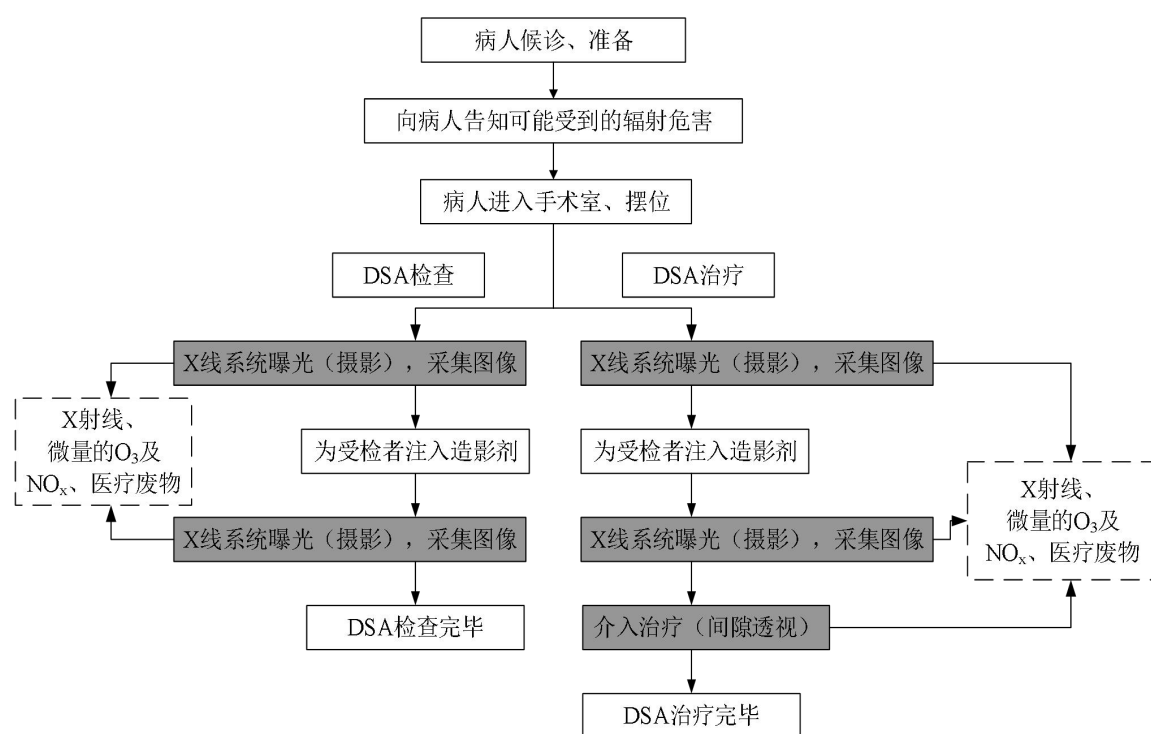 病人候诊、准备
向病人告知可能受到的辐射危害
病人进入手术室、摆位
DSA检查
DSA治疗
X线系统曝光（摄影），采集图像
X线系统曝光（摄影），采集图像
X射线、
微量的O₃及
NOₓ、医疗废物
为受检者注入造影剂
为受检者注入造影剂
X射线、
微量的O₃及
NOₓ、医疗废物
X线系统曝光（摄影），采集图像
X线系统曝光（摄影），采集图像
DSA检查完毕
介入治疗（间隙透视）
DSA治疗完毕